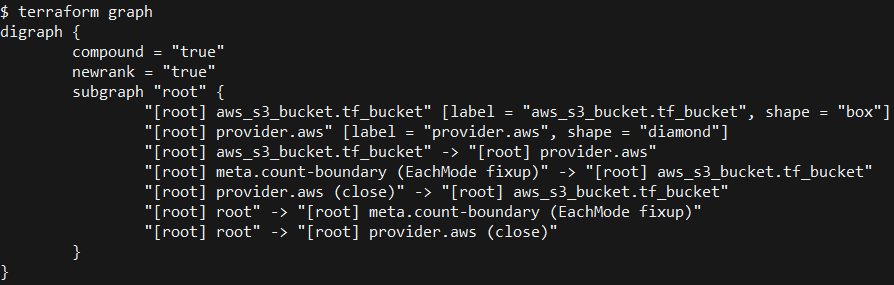 $ terraform graph
digraph {
        compound = "true"
        newrank = "true"
        subgraph "root" {
                "[root] aws_s3_bucket.tf_bucket" [label = "aws_s3_bucket.tf_bucket", shape = "box"]
                "[root] provider.aws" [label = "provider.aws", shape = "diamond"]
                "[root] aws_s3_bucket.tf_bucket" -> "[root] provider.aws"
                "[root] meta.count-boundary (EachMode fixup)" -> "[root] aws_s3_bucket.tf_bucket"
                "[root] provider.aws (close)" -> "[root] aws_s3_bucket.tf_bucket"
                "[root] root" -> "[root] meta.count-boundary (EachMode fixup)"
                "[root] root" -> "[root] provider.aws (close)"
        }
}